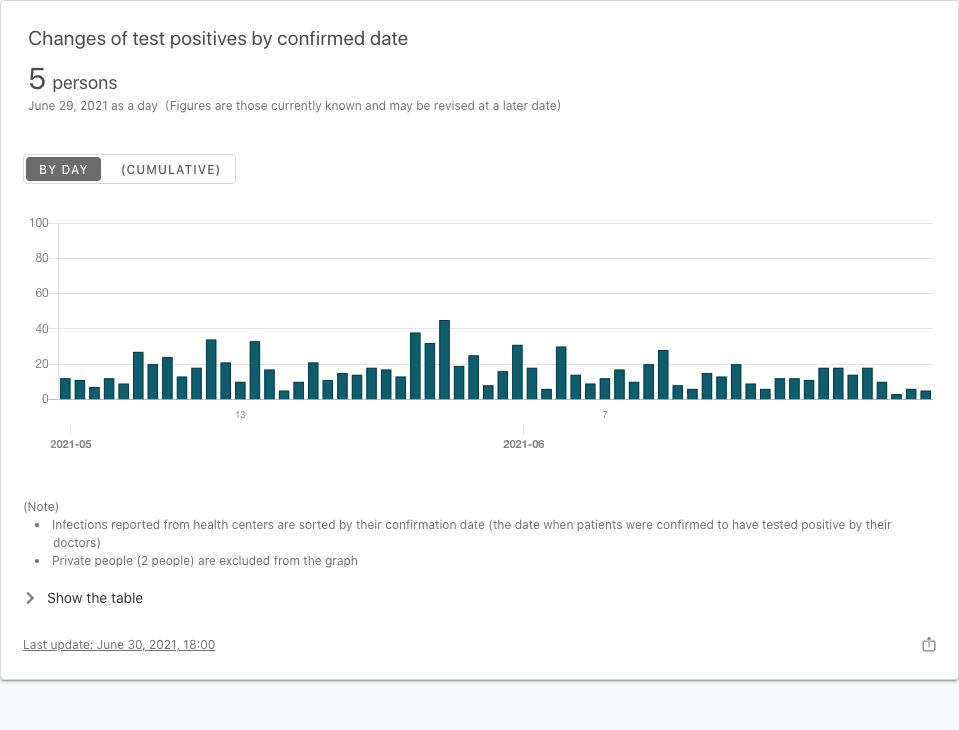 Changes of test positives by confirmed date
5 persons
June 29, 2021 as a day (Figures are those currently known and may be revised at a later date)
BY DAY (CUMULATIVE)
100
80
60
40
20
0
13 7
2021-05 2021-06
(Note)
• Infections reported from health centers are sorted by their confirmation date (the date when patients were confirmed to have tested positive by their
doctors)
• Private people (2 people) are excluded from the graph
Show the table
Last update: June 30, 2021, 18:00